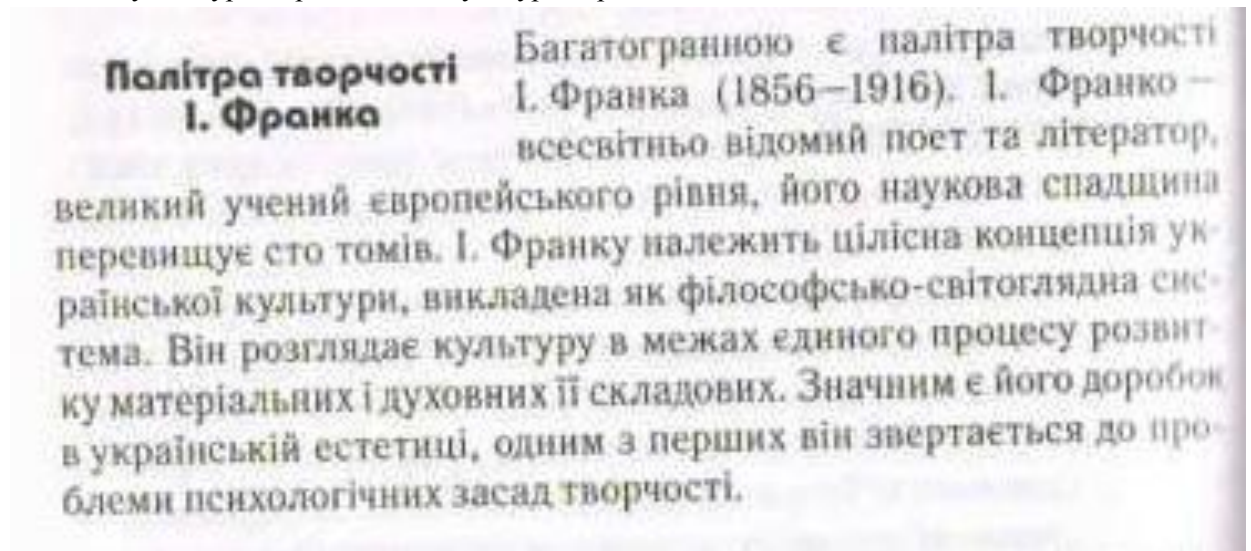 Палітра творчості
І. Франка
Багатогранною є палітра творчості
І. Франка (1856—1916). І. Франко —
всесвітньо відомий поет та літератор,
великий учений європейського рівня, його наукова спадщина
перевищує сто томів. І. Франку належить цілісна концепція ук-
раїнської культури, викладена як філософсько-світоглядна сис-
тема. Він розглядає культуру в межах єдиного процесу розвит-
ку матеріальних і духовних її складових. Значним є його доробок
в українській естетиці, одним з перших він звертається до про-
блеми психологічних засад творчості.